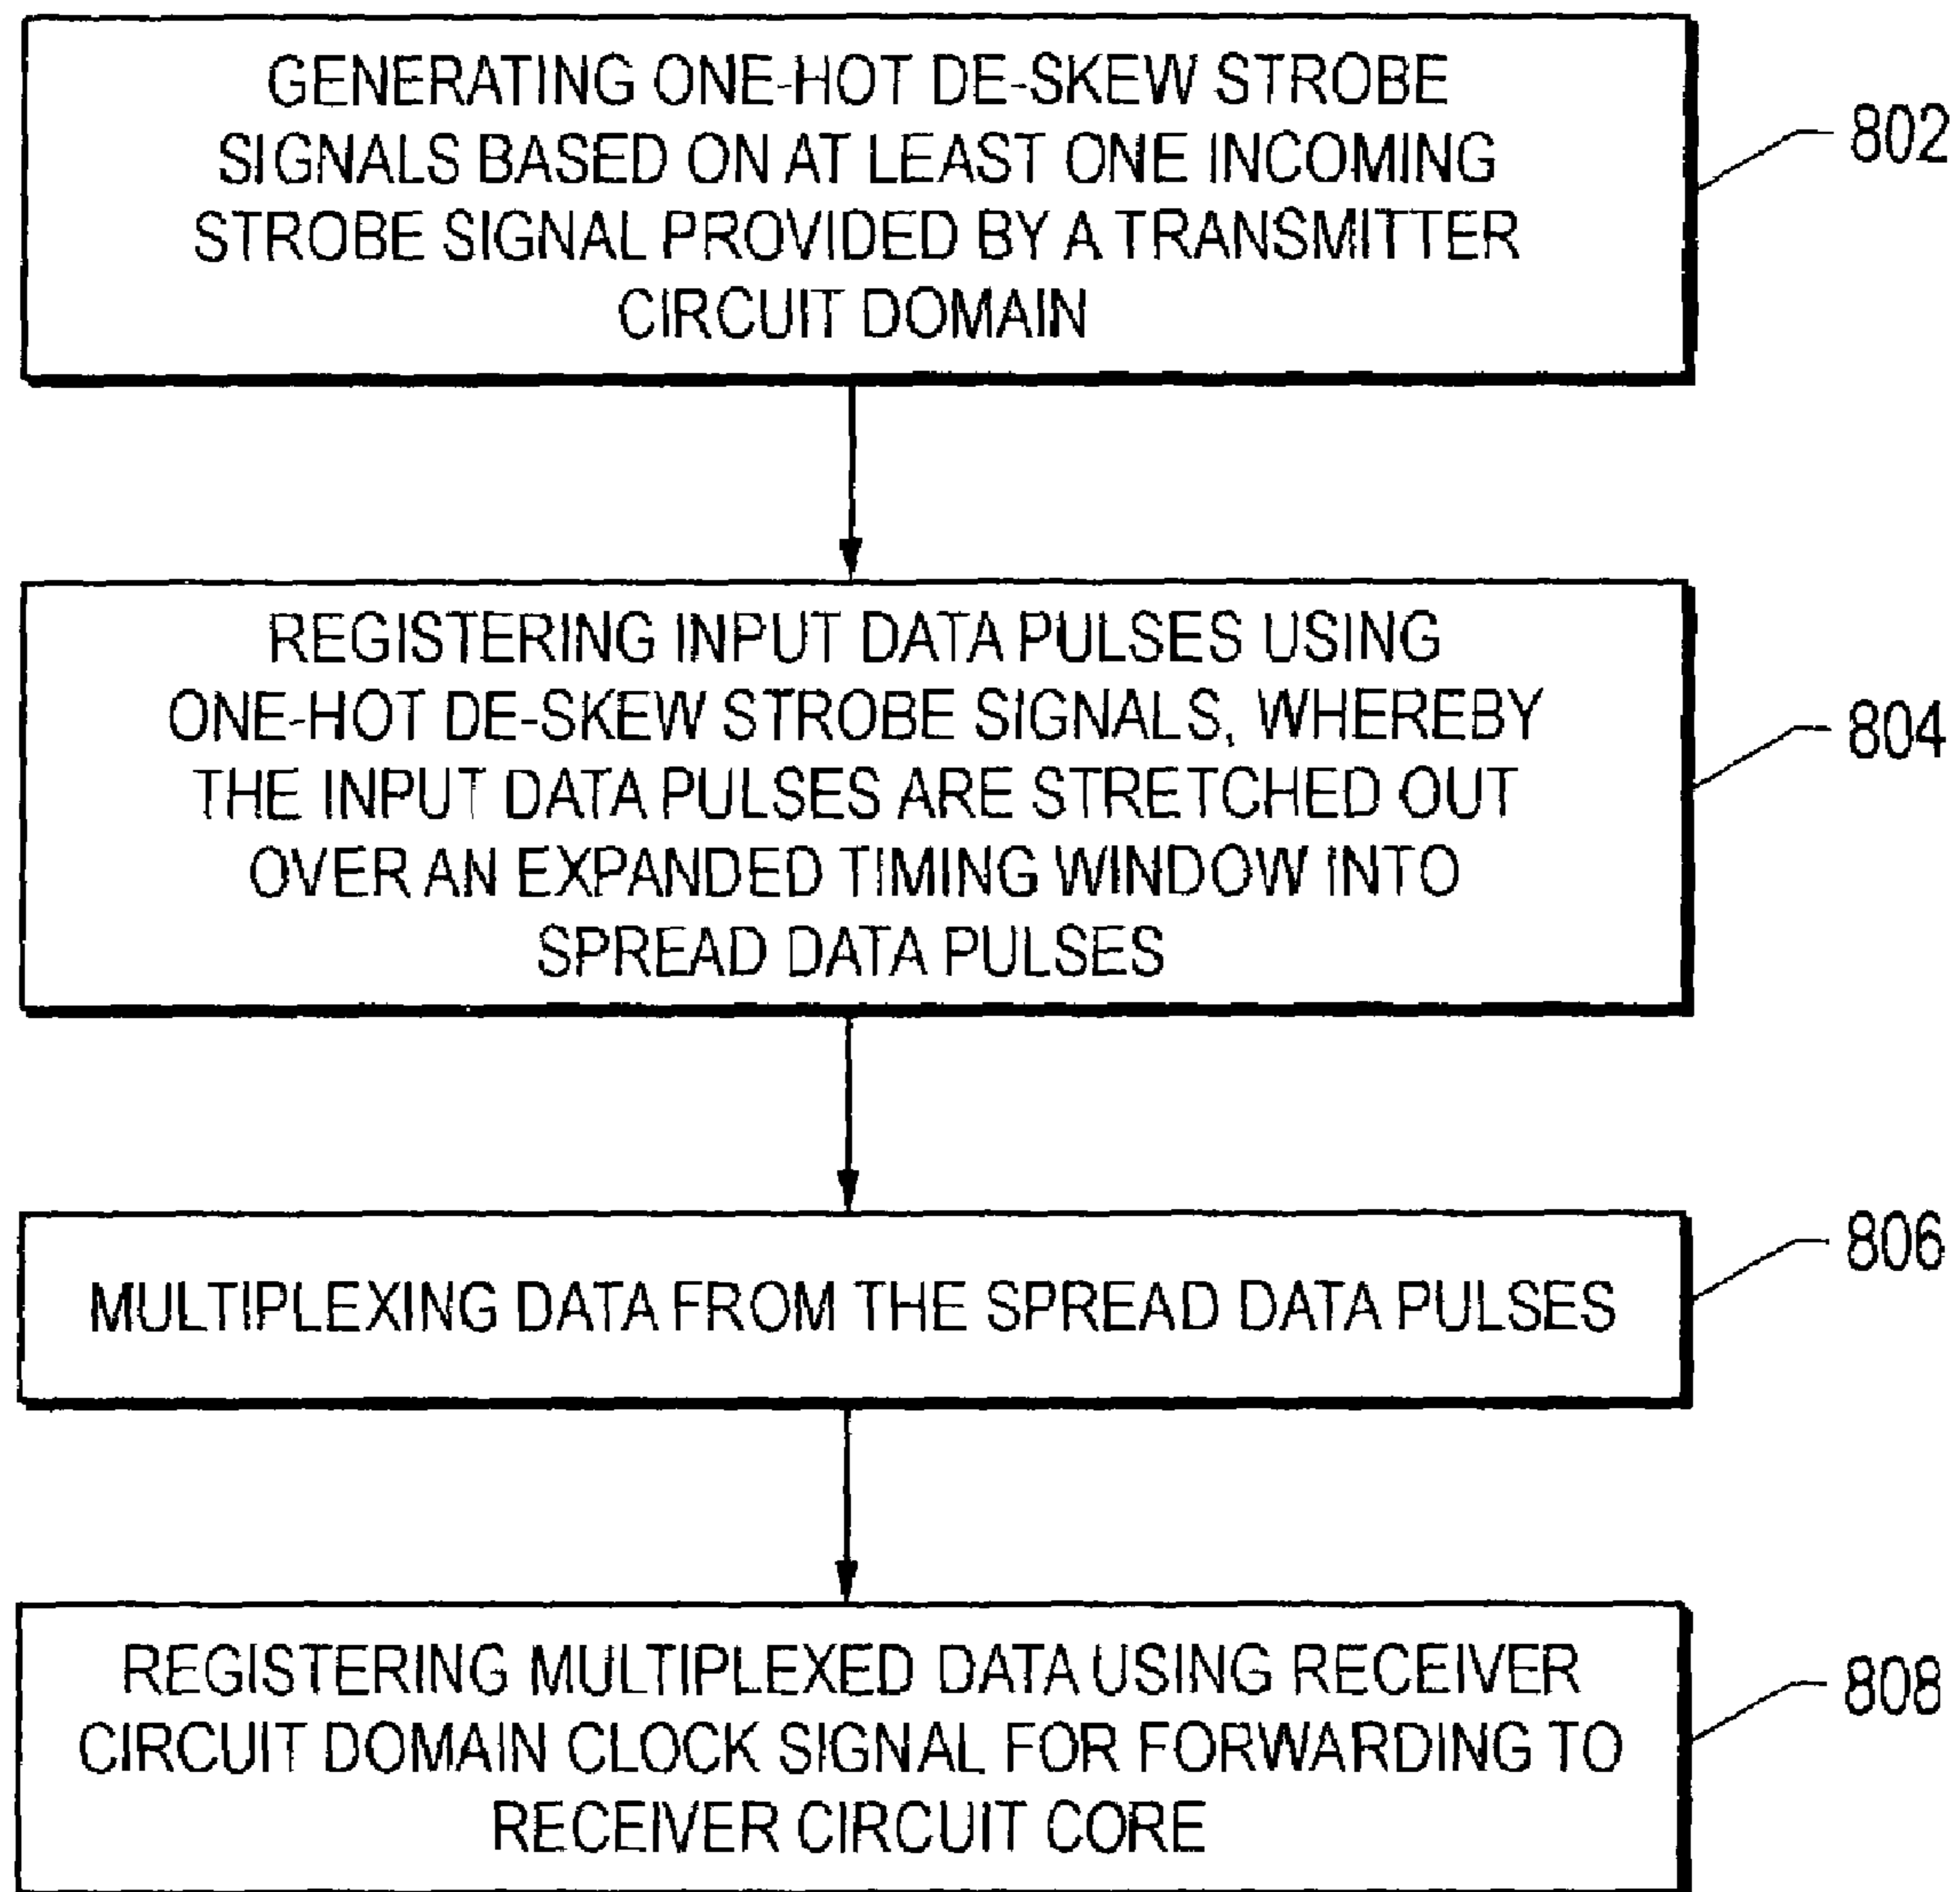 GENERATING ONE-HOT DE-SKEW STROBE
SIGNALS BASED ON AT LEAST ONE INCOMING
STROBE SIGNAL PROVIDED BY A TRANSMITTER
CIRCUIT DOMAIN
802
REGISTERING INPUT DATA PULSES USING
ONE-HOT DE-SKEW STROBE SIGNALS, WHEREBY
THE INPUT DATA PULSES ARE STRETCHED OUT
OVER AN EXPANDED TIMING WINDOW INTO
SPREAD DATA PULSES
804
MULTIPLEXING DATA FROM THE SPREAD DATA PULSES
806
REGISTERING MULTIPLEXED DATA USING RECEIVER
CIRCUIT DOMAIN CLOCK SIGNAL FOR FORWARDING TO
RECEIVER CIRCUIT CORE
808